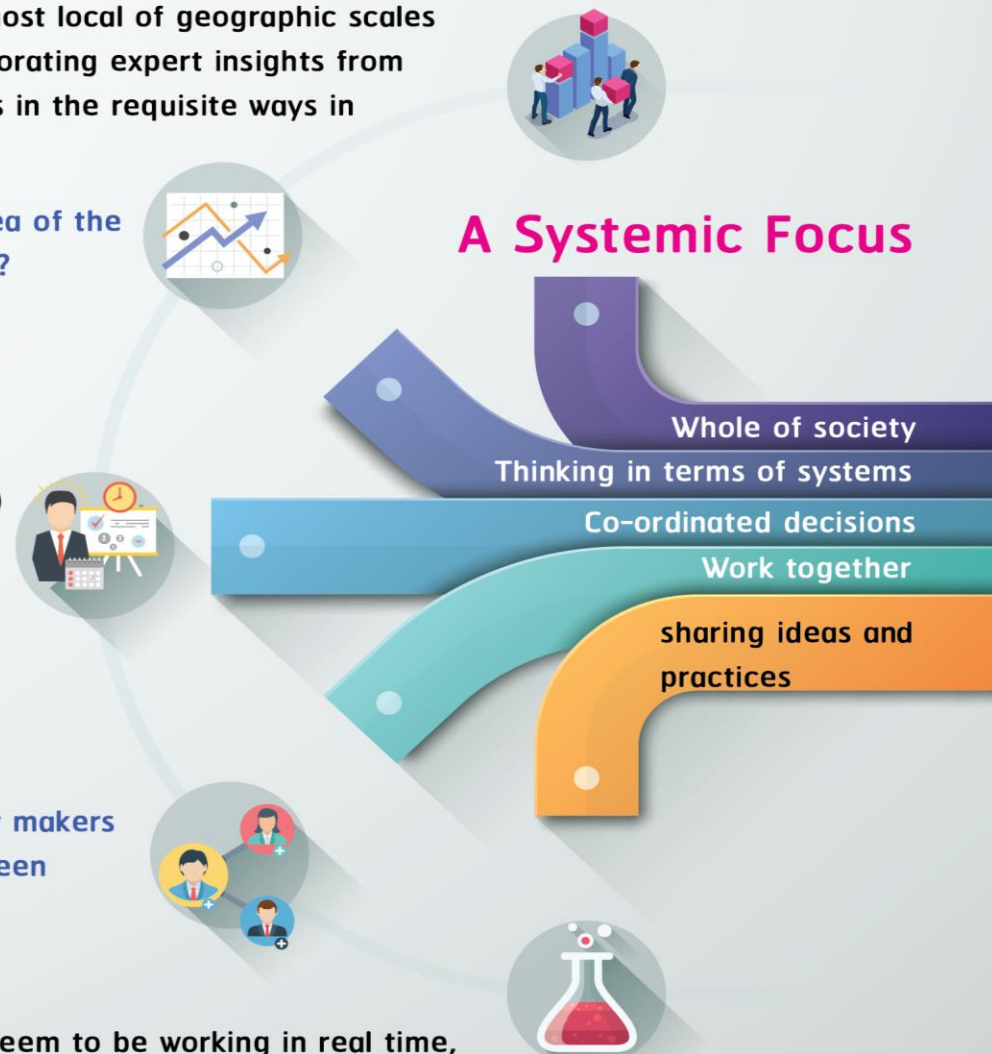 ost local of geographic scales
orating expert insights from
s in the requisite ways in
ea of the
?
A Systemic Focus
Whole of society
Thinking in terms of systems
Co-ordinated decisions
Work together
sharing ideas and
practices
)
makers
een
eem to be working in real time,